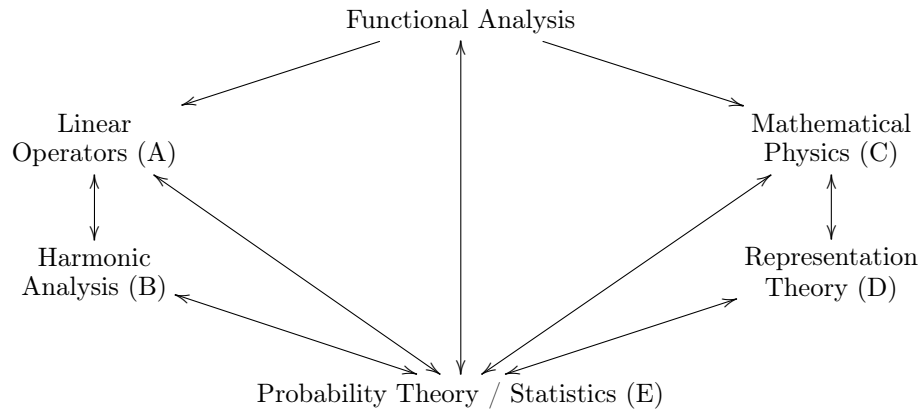 Functional Analysis
Linear
Operators (A)
Mathematical
Physics (C)
Harmonic
Analysis (B)
Representation
Theory (D)
Probability Theory / Statistics (E)